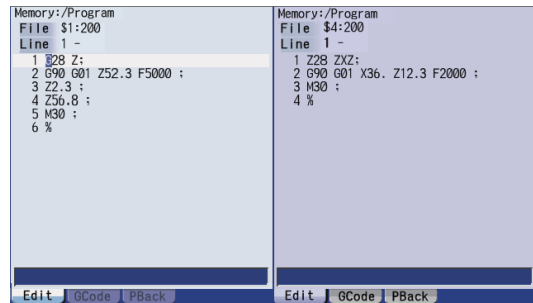 Memory:/Program
File $1:200
Line 1 -
1 G28 Z;
2 G90 G01 Z52.3 F5000 ;
3 Z2.3 ;
4 Z56.8 ;
5 M30 ;
6 %
Edit GCode PBack
Memory:/Program
File $4:200
Line 1 -
1 Z28 ZXZ;
2 G90 G01 X36. Z12.3 F2000 ;
3 M30 ;
4 %
Edit GCode PBack